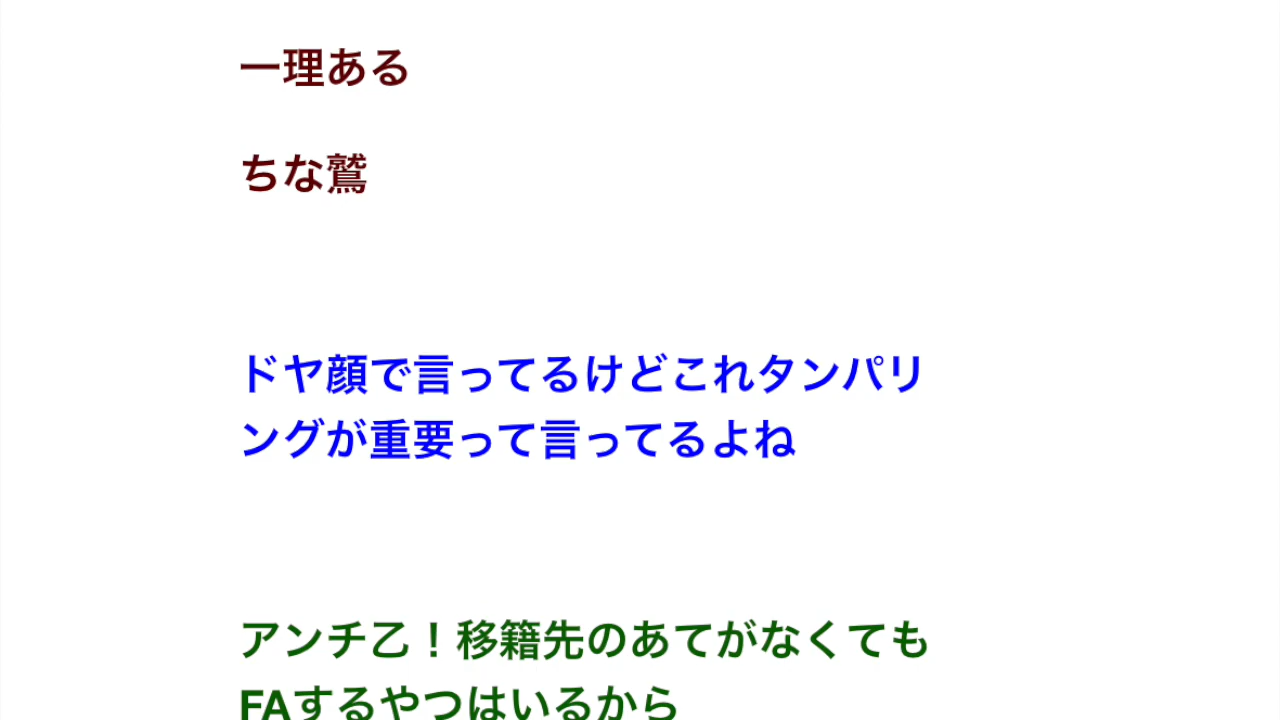 一理ある
ちな鷲
ドヤ顔で言ってるけどこれタンパリ
ングが重要って言ってるよね
アンチ乙！移籍先のあてがなくても
FAするやつはいるから